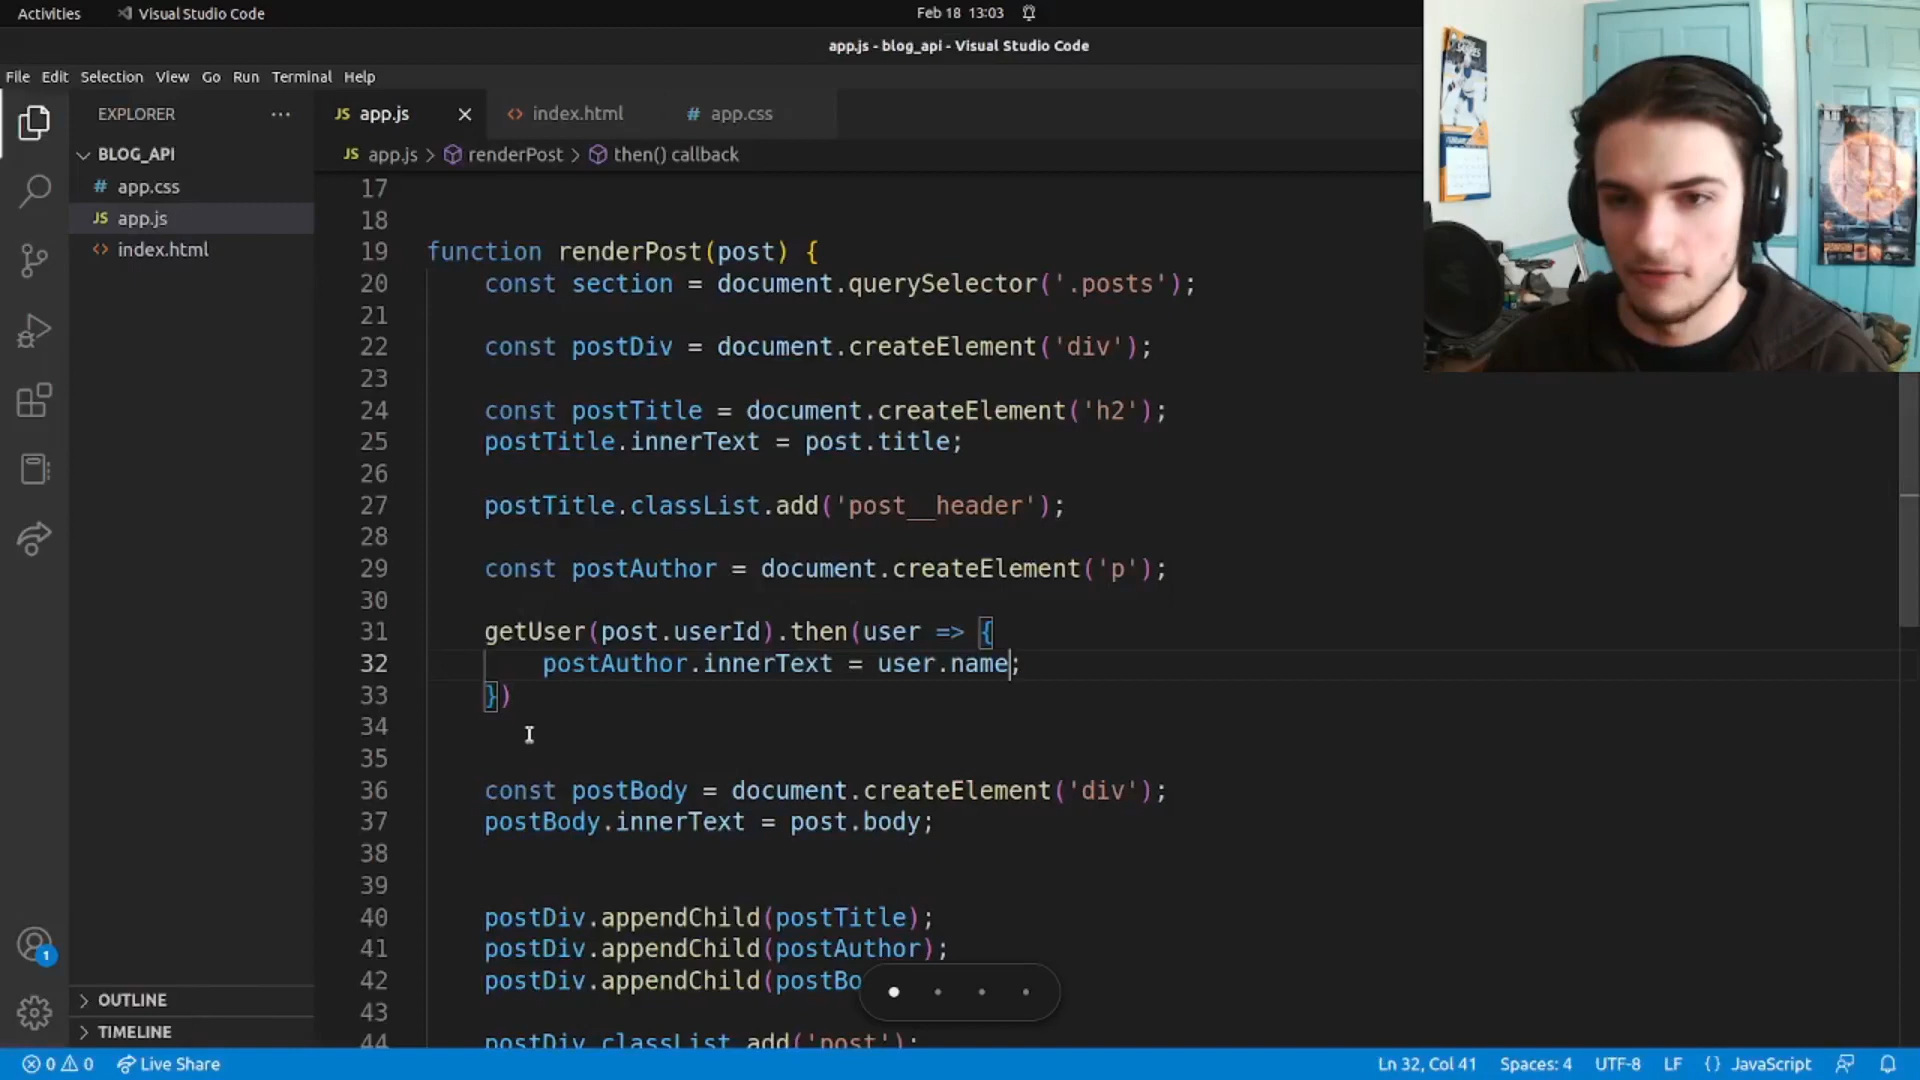 Activities
Visual Studio Code
Feb 18 13:03
app.js - blog_api - Visual Studio Code
File Edit Selection View Go Run Terminal Help
EXPLORER
JS app.js
<> index.html
# app.css
BLOG_API
JS app.js > renderPost > then() callback
# app.css
JS app.js
<> index.html
17
18
19 function renderPost(post) {
20 const section = document.querySelector('.posts');
21
22 const postDiv = document.createElement('div');
23
24 const postTitle = document.createElement('h2');
25 postTitle.innerText = post.title;
26
27 postTitle.classList.add('post__header');
28
29 const postAuthor = document.createElement('p');
30
31 getUser(post.userId).then(user => {
32 postAuthor.innerText = user.name;
33 })
34
35
36 const postBody = document.createElement('div');
37 postBody.innerText = post.body;
38
39
40 postDiv.appendChild(postTitle);
41 postDiv.appendChild(postAuthor);
42 postDiv.appendChild(postBo
43
44 postDiv.classList.add('post');
1
OUTLINE
TIMELINE
0 0 Live Share
Ln 32, Col 41 Spaces: 4 UTF-8 LF {} JavaScript